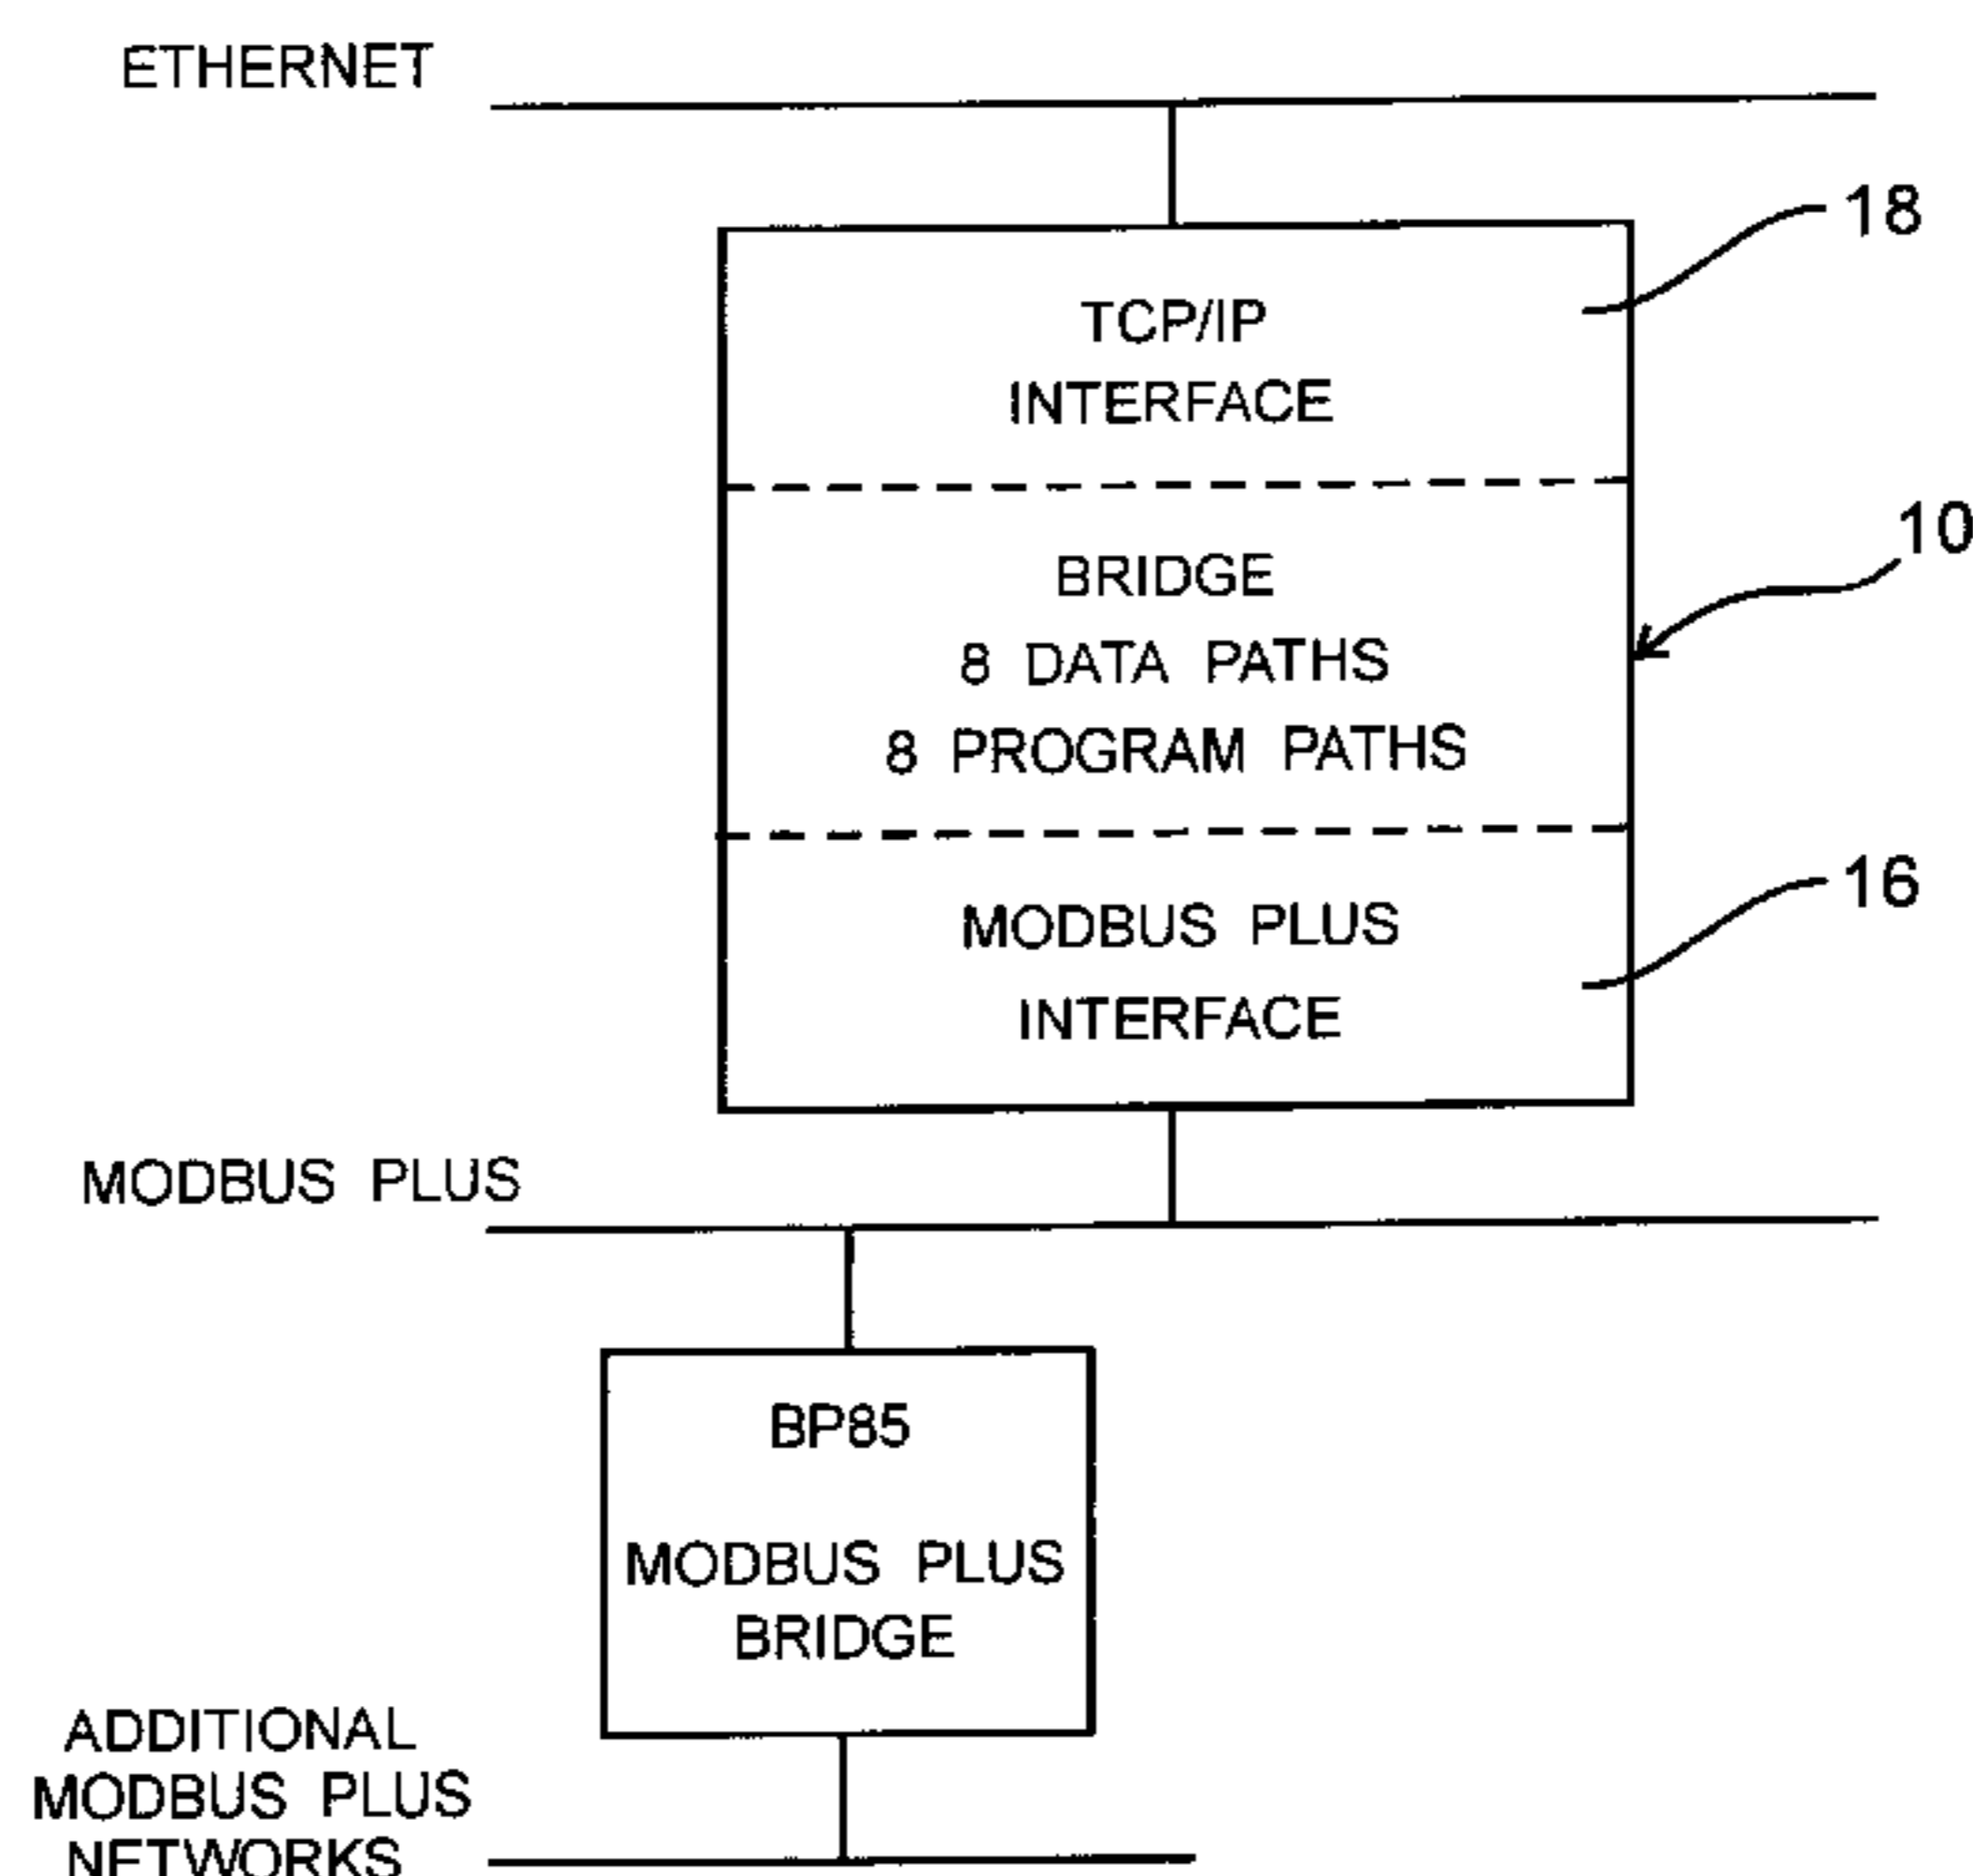 ETHERNET
18
TCP/IP
INTERFACE
10
BRIDGE
8 DATA PATHS
8 PROGRAM PATHS
16
MODBUS PLUS
INTERFACE
MODBUS PLUS
BP85
MODBUS PLUS
BRIDGE
ADDITIONAL
MODBUS PLUS
NETWORKS